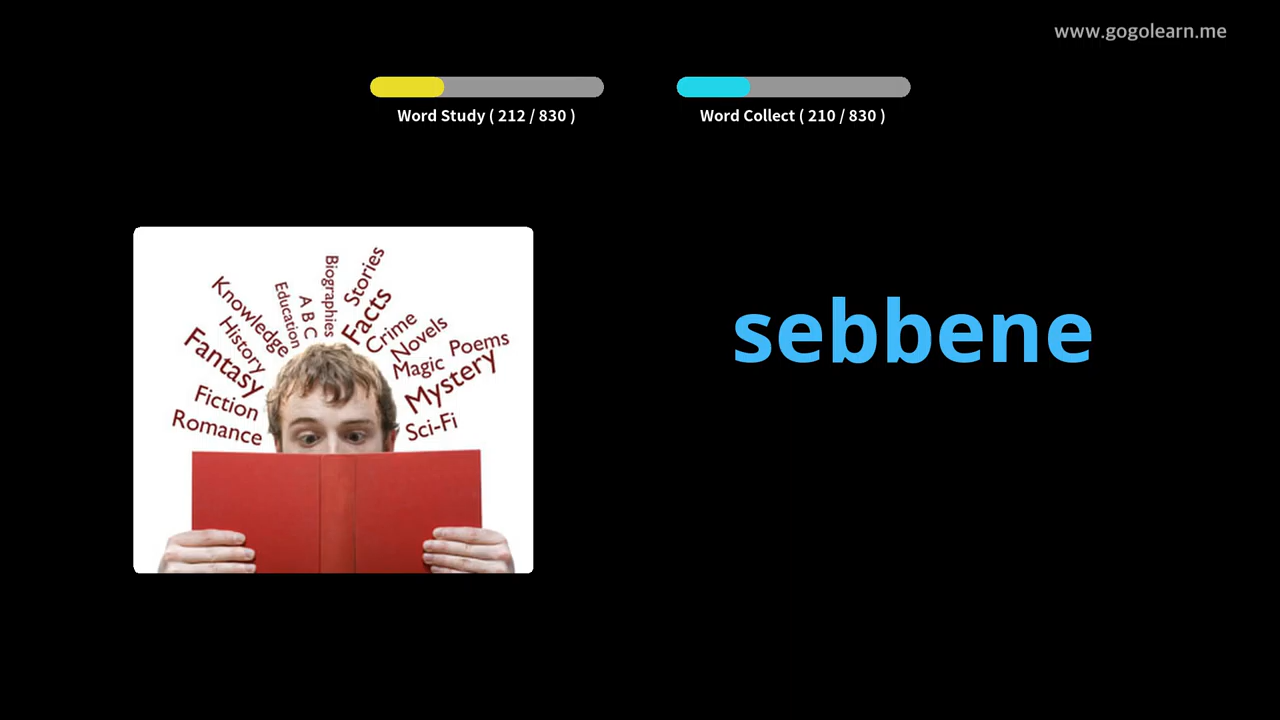 www.gogolearn.me
Word Study ( 212 / 830 )
Word Collect ( 210 / 830 )
Biographies
Stories
Education
A B C
Facts
Knowledge
Crime
History
Novels
Fantasy
Magic
Poems
Mystery
Fiction
Romance
Sci-Fi
sebbene